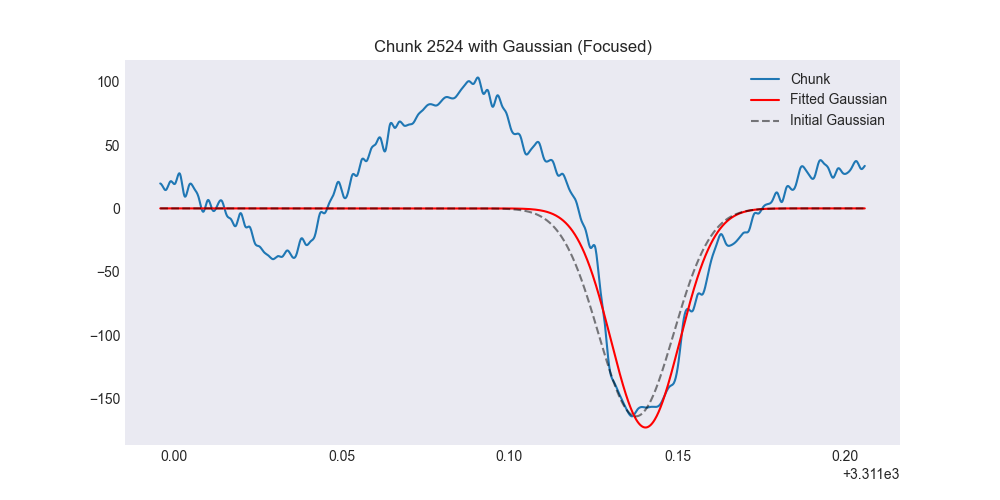 Chunk 2524 with Gaussian (Focused)
100
50
0
−50
−100
−150
Chunk
Fitted Gaussian
Initial Gaussian
0.00 0.05 0.10 0.15 0.20
+3.311e3